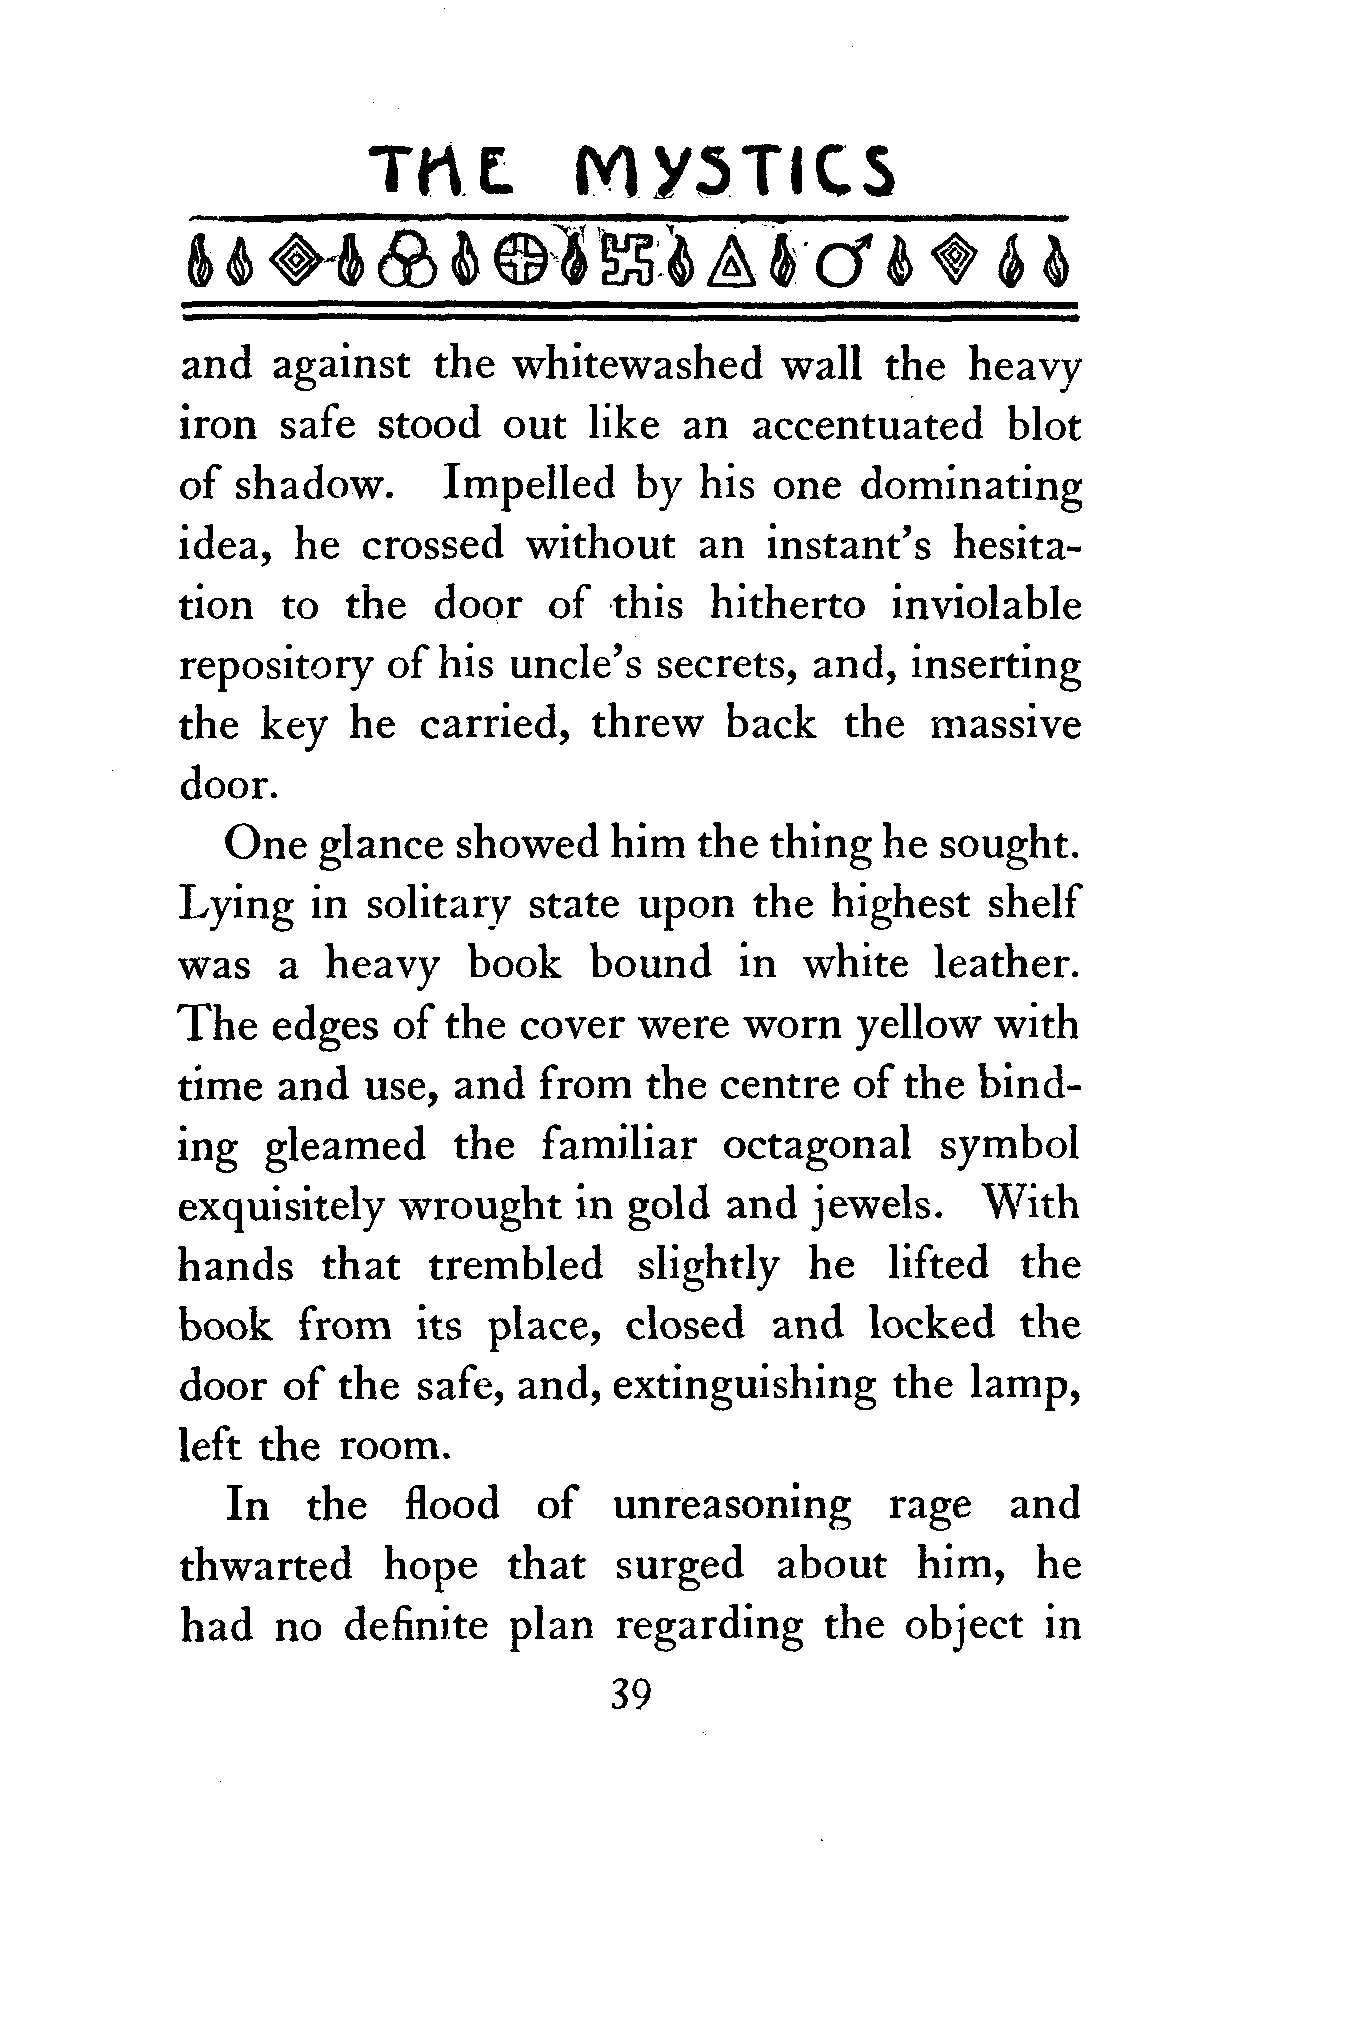 THE MYSTICS
and against the whitewashed wall the heavy
iron safe stood out like an accentuated blot
of shadow. Impelled by his one dominating
idea, he crossed without an instant's hesita-
tion to the door of this hitherto inviolable
repository of his uncle's secrets, and, inserting
the key he carried, threw back the massive
door.
One glance showed him the thing he sought.
Lying in solitary state upon the highest shelf
was a heavy book bound in white leather.
The edges of the cover were worn yellow with
time and use, and from the centre of the bind-
ing gleamed the familiar octagonal symbol
exquisitely wrought in gold and jewels. With
hands that trembled slightly he lifted the
book from its place, closed and locked the
door of the safe, and, extinguishing the lamp,
left the room.
In the flood of unreasoning rage and
thwarted hope that surged about him, he
had no definite plan regarding the object in
39